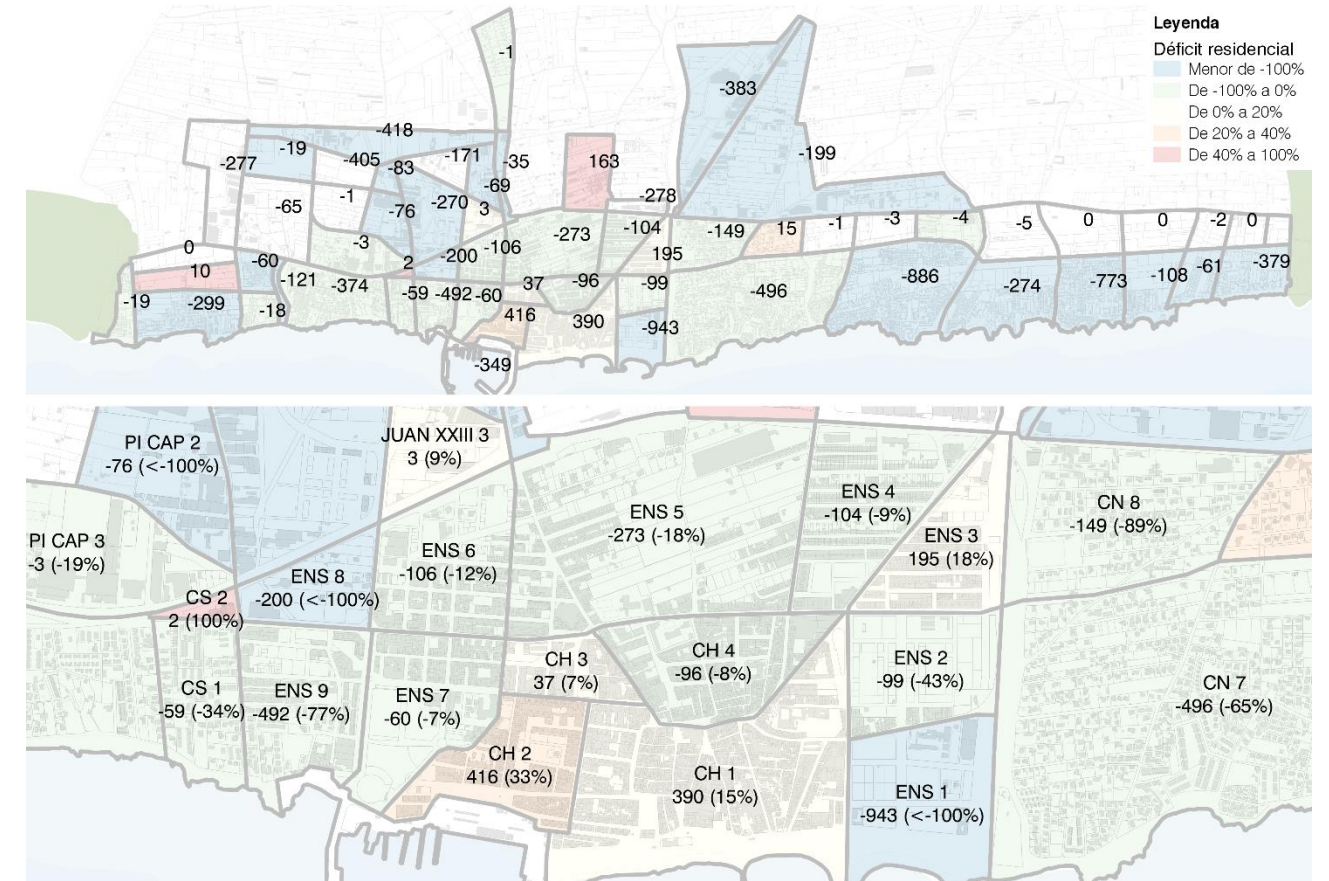 Leyenda
Déficit residencial
Menor de -100%
De -100% a 0%
De 0% a 20%
De 20% a 40%
De 40% a 100%
-1
-383
-418
-19
-405
-171
-277
-83
-35
163
-199
-69
-278
-1
-65
-76
-270
3
-273
-104
-149
15
-1
-3
-4
-5
0
0
-2
0
0
-3
-106
195
-60
2
-200
10
-121
-374
37
-96
-99
-886
-274
-773
-108
-61
-379
-19
-299
-18
-59
-492
-60
-496
416
390
-943
-349
JUAN XXIII 3
3 (9%)
PI CAP 2
-76 (<-100%)
ENS 5
-273 (-18%)
ENS 4
-104 (-9%)
CN 8
-149 (-89%)
PI CAP 3
-3 (-19%)
ENS 6
-106 (-12%)
ENS 3
195 (18%)
CS 2
2 (100%)
ENS 8
-200 (<-100%)
CH 3
37 (7%)
CH 4
-96 (-8%)
ENS 2
-99 (-43%)
CS 1
-59 (-34%)
ENS 9
-492 (-77%)
ENS 7
-60 (-7%)
CN 7
-496 (-65%)
CH 2
416 (33%)
CH 1
390 (15%)
ENS 1
-943 (<-100%)